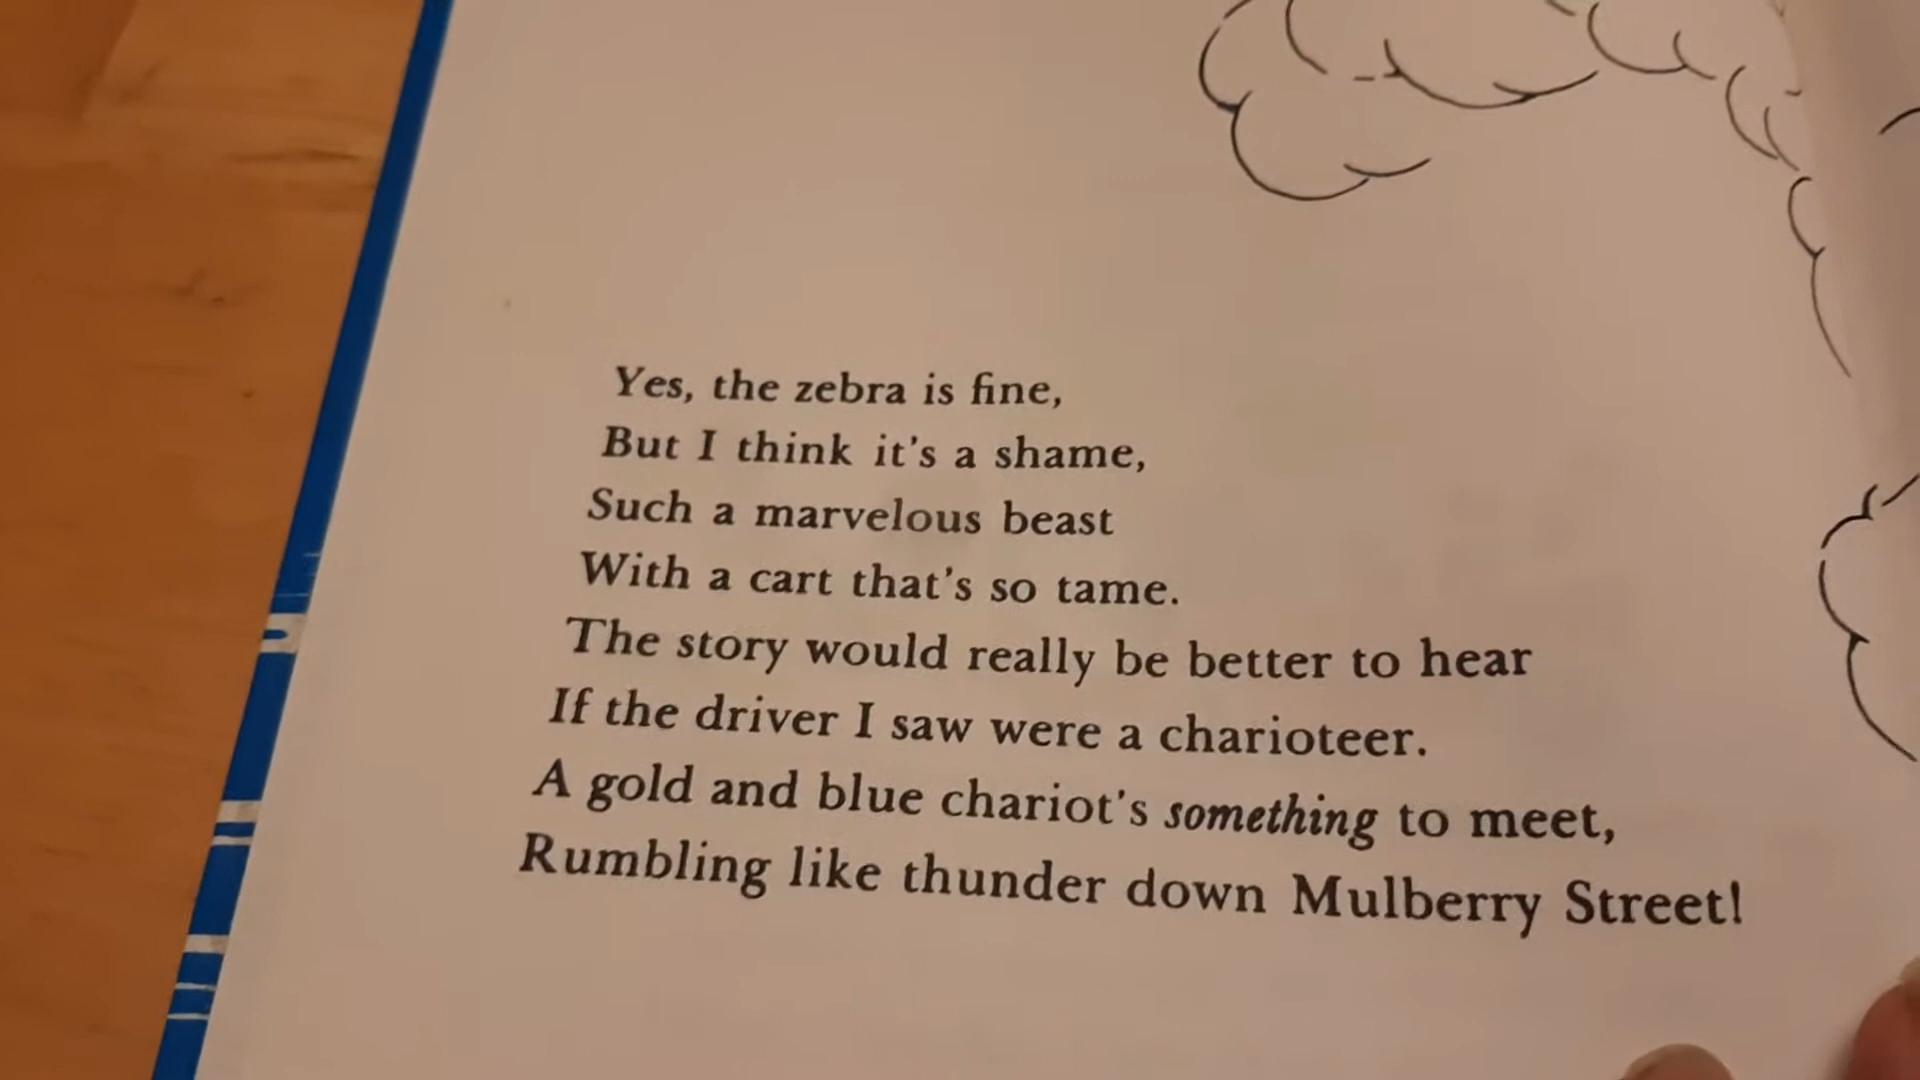 Yes, the zebra is fine,
But I think it's a shame,
Such a marvelous beast
With a cart that's so tame.
The story would really be better to hear
If the driver I saw were a charioteer.
A gold and blue chariot's something to meet,
Rumbling like thunder down Mulberry Street!